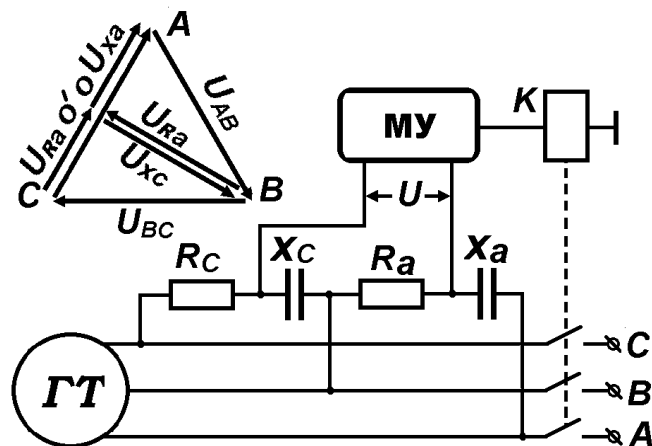 A
U_Ra O' O U_Xa
U_AB
U_Ra
U_XC
C
B
U_BC
МУ
K
U
R_C
X_C
R_a
X_a
ГТ
C
B
A